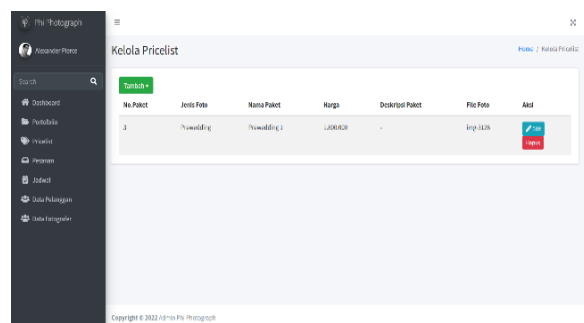 Phi Photograph
Alexander Pierce
Kelola Pricelist
Home / Kelola Pricelist
Search
Tambah +
No.Paket Jenis Foto Nama Paket Harga Deskripsi Paket File Foto Aksi
Dashboard
Portofolio
3 Prewedding Prewedding 1 - Edit
Pricelist
Hapus
Pesanan
Jadwal
Data Pelanggan
Data Fotografer
Copyright © 2022 Admin Phi Photograph